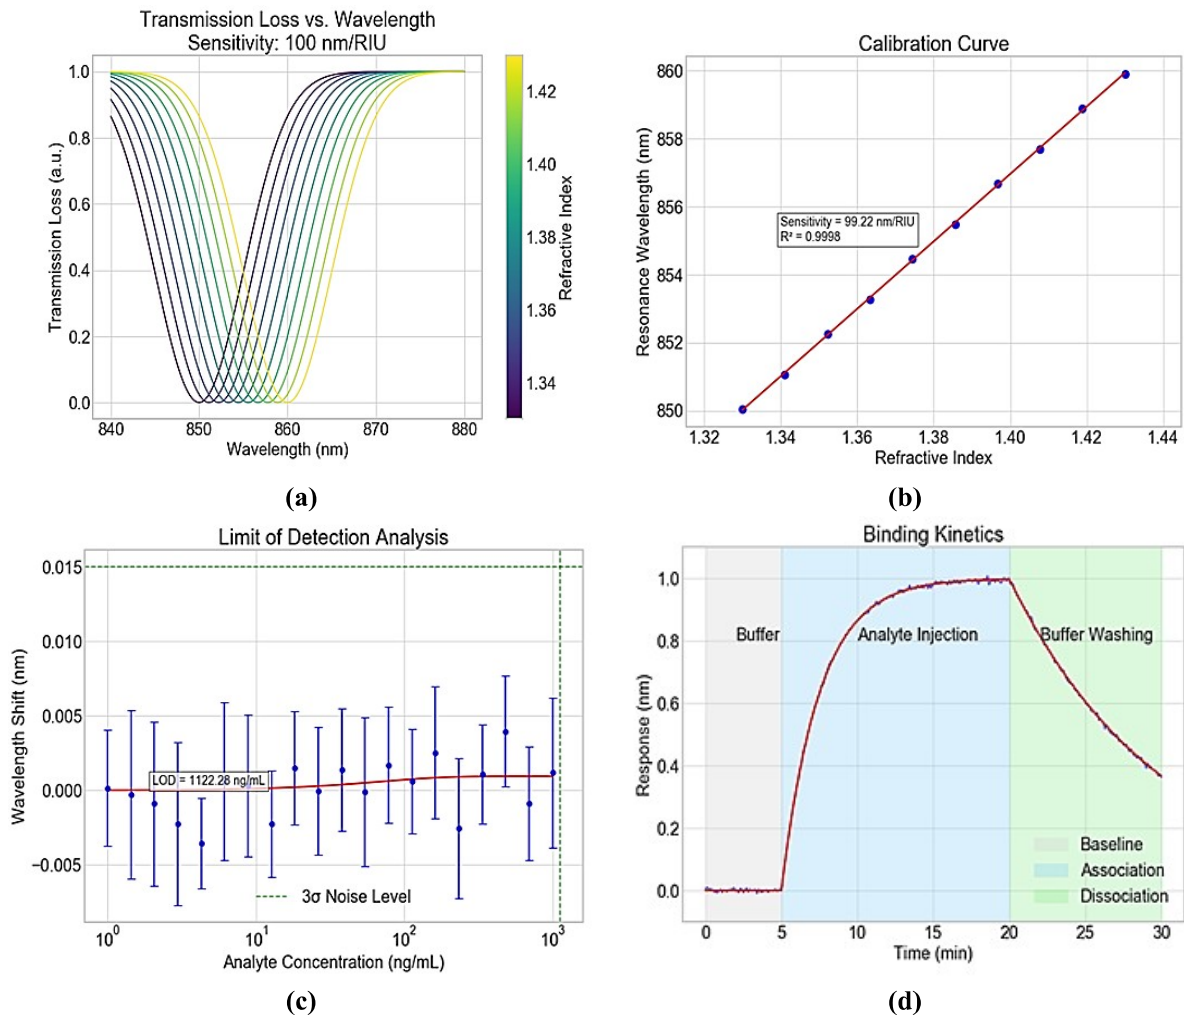 Transmission Loss vs. Wavelength
Sensitivity: 100 nm/RIU
Transmission Loss (a.u.)
1.0
0.8
0.6
0.4
0.2
0.0
840
850
860
870
880
Wavelength (nm)
1.42
1.40
1.38
1.36
1.34
Refractive Index
(a)
Calibration Curve
Resonance Wavelength (nm)
860
858
856
854
852
850
Sensitivity = 99.22 nm/RIU
R² = 0.9998
1.32
1.34
1.36
1.38
1.40
1.42
1.44
Refractive Index
(b)
Limit of Detection Analysis
Wavelength Shift (nm)
0.015
0.010
0.005
0.000
−0.005
LOD = 1122.28 ng/mL
3σ Noise Level
10⁰
10¹
10²
10³
Analyte Concentration (ng/mL)
(c)
Binding Kinetics
Response (nm)
1.0
0.8
0.6
0.4
0.2
0.0
Buffer
Analyte Injection
Buffer Washing
Baseline
Association
Dissociation
0
5
10
15
20
25
30
Time (min)
(d)